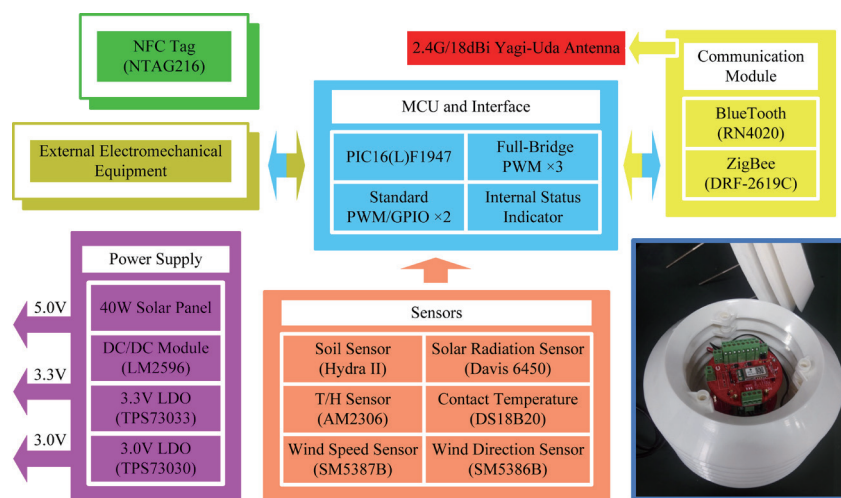 NFC Tag
(NTAG216)
2.4G/18dBi Yagi-Uda Antenna
Communication
Module
BlueTooth
(RN4020)
ZigBee
(DRF-2619C)
External Electromechanical
Equipment
MCU and Interface
PIC16(L)F1947
Full-Bridge
PWM ×3
Standard
PWM/GPIO ×2
Internal Status
Indicator
Power Supply
40W Solar Panel
DC/DC Module
(LM2596)
3.3V LDO
(TPS73033)
3.0V LDO
(TPS73030)
5.0V
3.3V
3.0V
Sensors
Soil Sensor
(Hydra II)
Solar Radiation Sensor
(Davis 6450)
T/H Sensor
(AM2306)
Contact Temperature
(DS18B20)
Wind Speed Sensor
(SM5387B)
Wind Direction Sensor
(SM5386B)